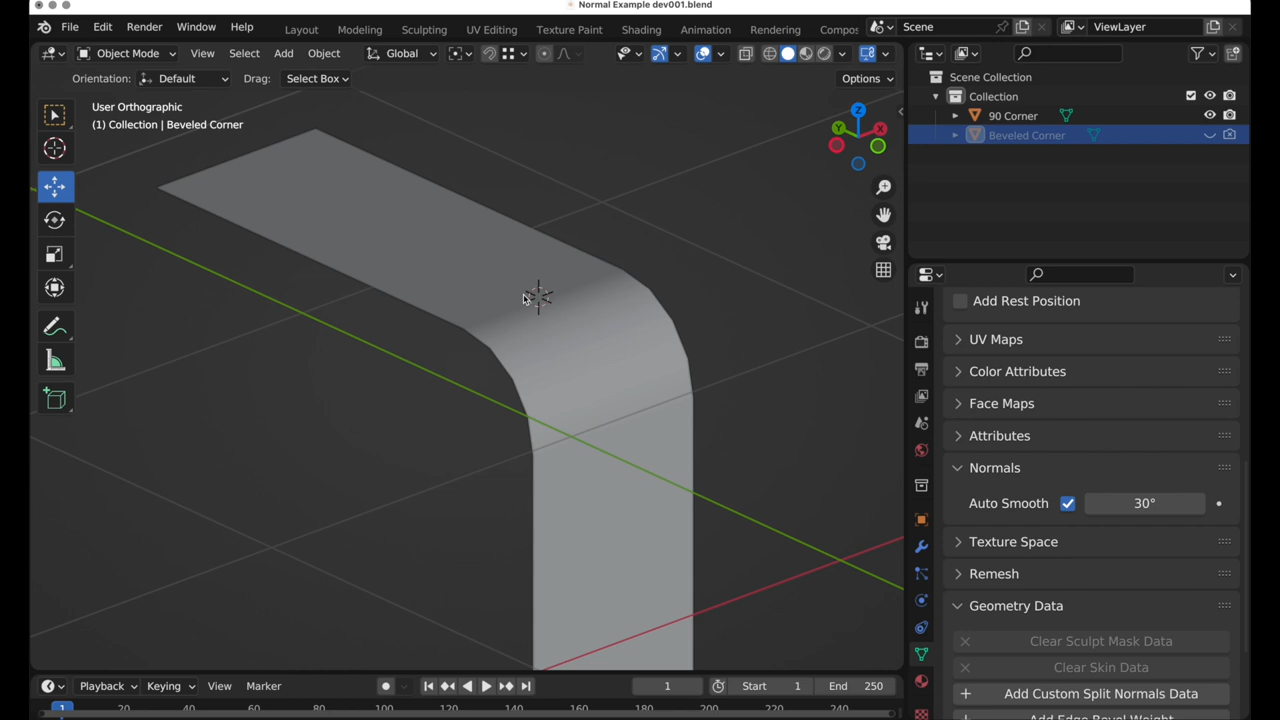 Normal Example dev001.blend
File Edit Render Window Help Layout Modeling Sculpting UV Editing Texture Paint Shading Animation Rendering Compos Scene ViewLayer
Object Mode View Select Add Object Global
Orientation: Default Drag: Select Box Options
User Orthographic
(1) Collection | Beveled Corner
Z
Y X
Scene Collection
Collection
90 Corner
Beveled Corner
Add Rest Position
UV Maps
Color Attributes
Face Maps
Attributes
Normals
Auto Smooth 30°
Texture Space
Remesh
Geometry Data
Clear Sculpt Mask Data
Clear Skin Data
Add Custom Split Normals Data
Add Edge Bevel Weight
Playback Keying View Marker 1 Start 1 End 250
1 20 40 60 80 100 120 140 160 180 200 220 240